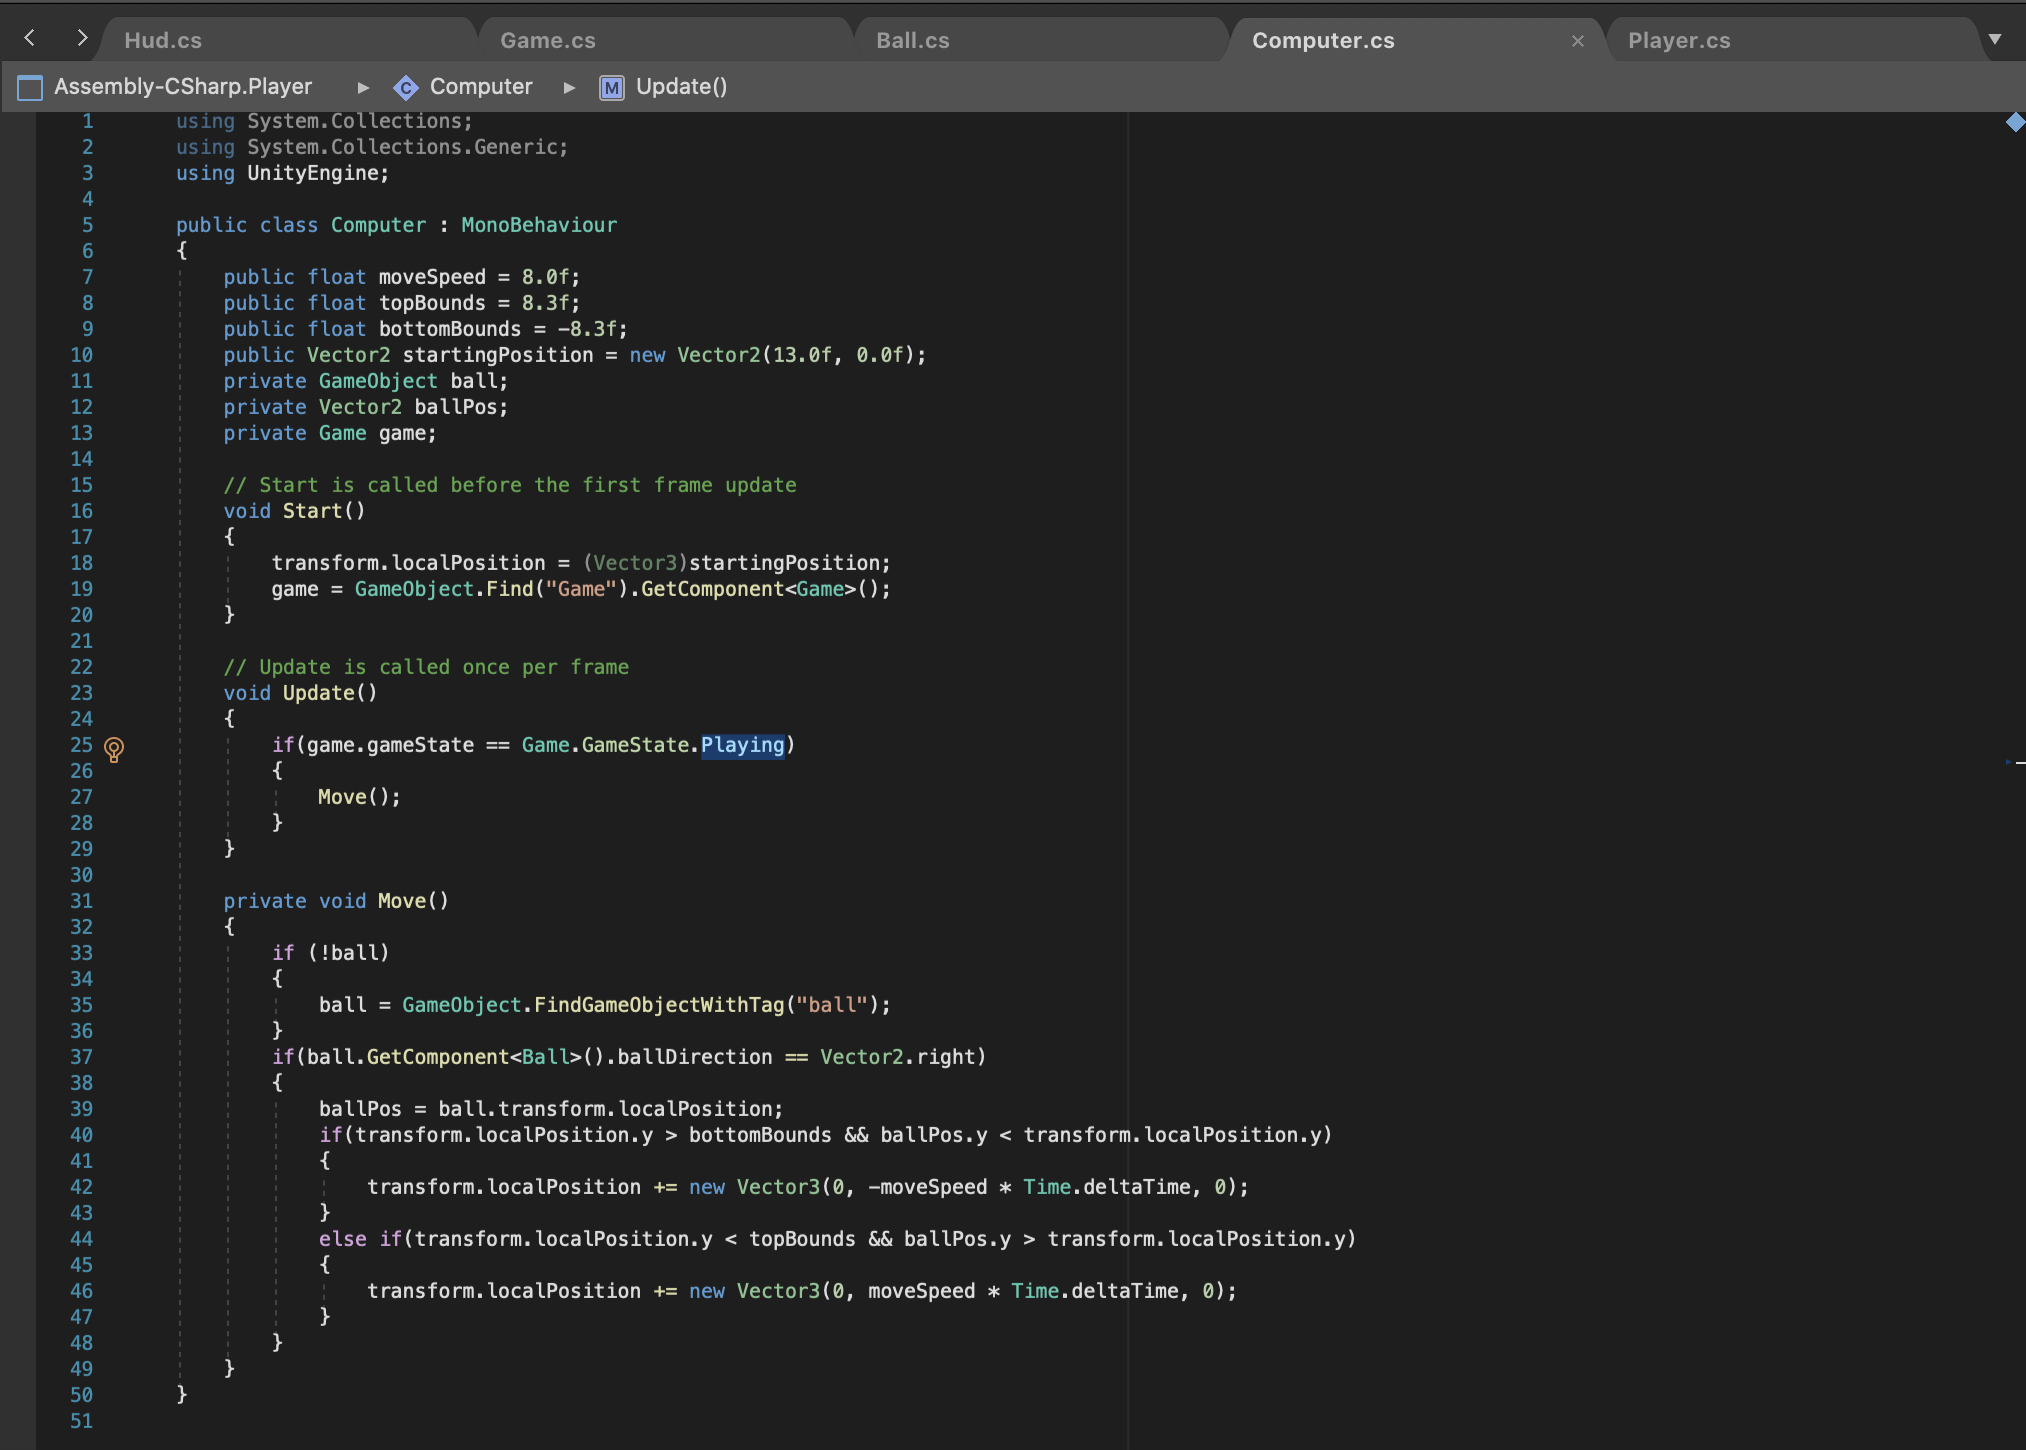 Hud.cs Game.cs Ball.cs Computer.cs × Player.cs
Assembly-CSharp.Player ▶ C Computer ▶ M Update()
1 using System.Collections;
2 using System.Collections.Generic;
3 using UnityEngine;
4
5 public class Computer : MonoBehaviour
6 {
7 public float moveSpeed = 8.0f;
8 public float topBounds = 8.3f;
9 public float bottomBounds = -8.3f;
10 public Vector2 startingPosition = new Vector2(13.0f, 0.0f);
11 private GameObject ball;
12 private Vector2 ballPos;
13 private Game game;
14
15 // Start is called before the first frame update
16 void Start()
17 {
18 transform.localPosition = (Vector3)startingPosition;
19 game = GameObject.Find("Game").GetComponent<Game>();
20 }
21
22 // Update is called once per frame
23 void Update()
24 {
25 if(game.gameState == Game.GameState.Playing)
26 {
27 Move();
28 }
29 }
30
31 private void Move()
32 {
33 if (!ball)
34 {
35 ball = GameObject.FindGameObjectWithTag("ball");
36 }
37 if(ball.GetComponent<Ball>().ballDirection == Vector2.right)
38 {
39 ballPos = ball.transform.localPosition;
40 if(transform.localPosition.y > bottomBounds && ballPos.y < transform.localPosition.y)
41 {
42 transform.localPosition += new Vector3(0, -moveSpeed * Time.deltaTime, 0);
43 }
44 else if(transform.localPosition.y < topBounds && ballPos.y > transform.localPosition.y)
45 {
46 transform.localPosition += new Vector3(0, moveSpeed * Time.deltaTime, 0);
47 }
48 }
49 }
50 }
51